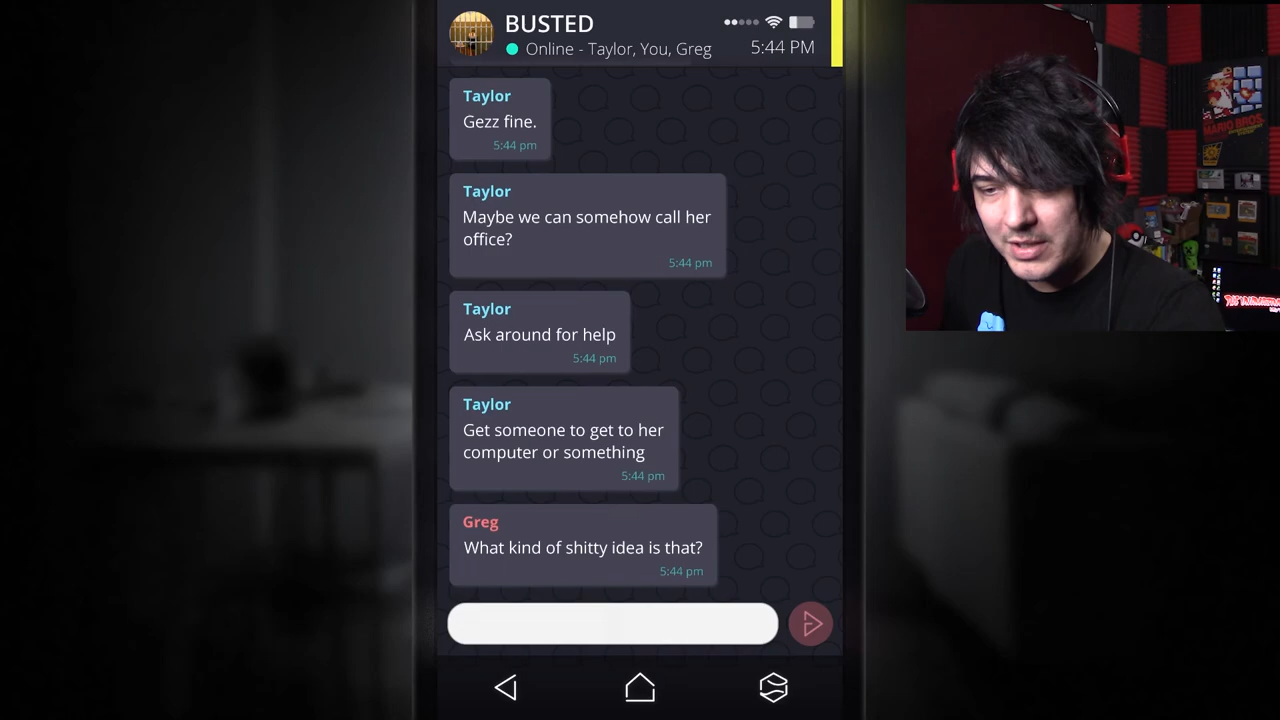 BUSTED
Online - Taylor, You, Greg
5:44 PM
Taylor
Gezz fine.
5:44 pm
Taylor
Maybe we can somehow call her
office?
5:44 pm
Taylor
Ask around for help
5:44 pm
Taylor
Get someone to get to her
computer or something
5:44 pm
Greg
What kind of shitty idea is that?
5:44 pm
MARIO BROS.